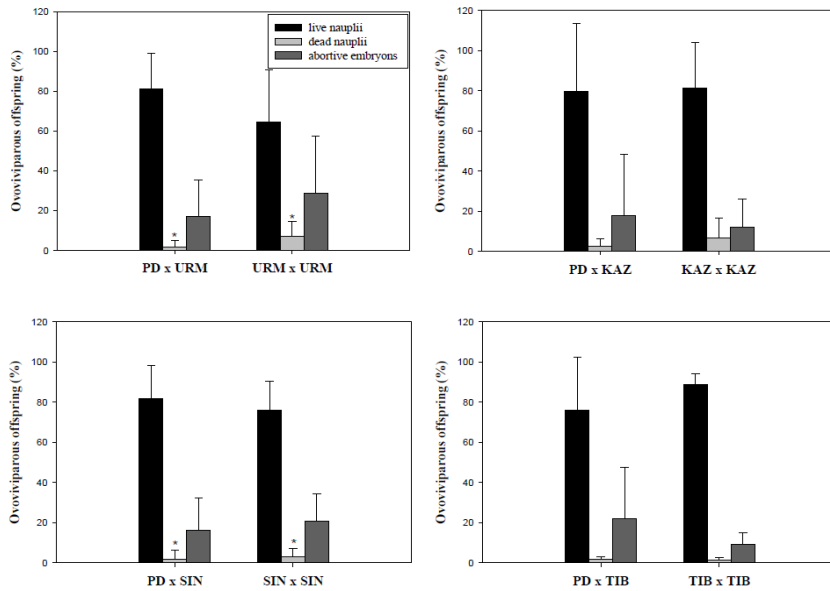 120
100
80
60
40
20
0
Ovoviviparous offspring (%)
live nauplii
dead nauplii
abortive embryons
*
*
PD x URM
URM x URM
120
100
80
60
40
20
0
Ovoviviparous offspring (%)
PD x KAZ
KAZ x KAZ
120
100
80
60
40
20
0
Ovoviviparous offspring (%)
*
*
PD x SIN
SIN x SIN
120
100
80
60
40
20
0
Ovoviviparous offspring (%)
PD x TIB
TIB x TIB